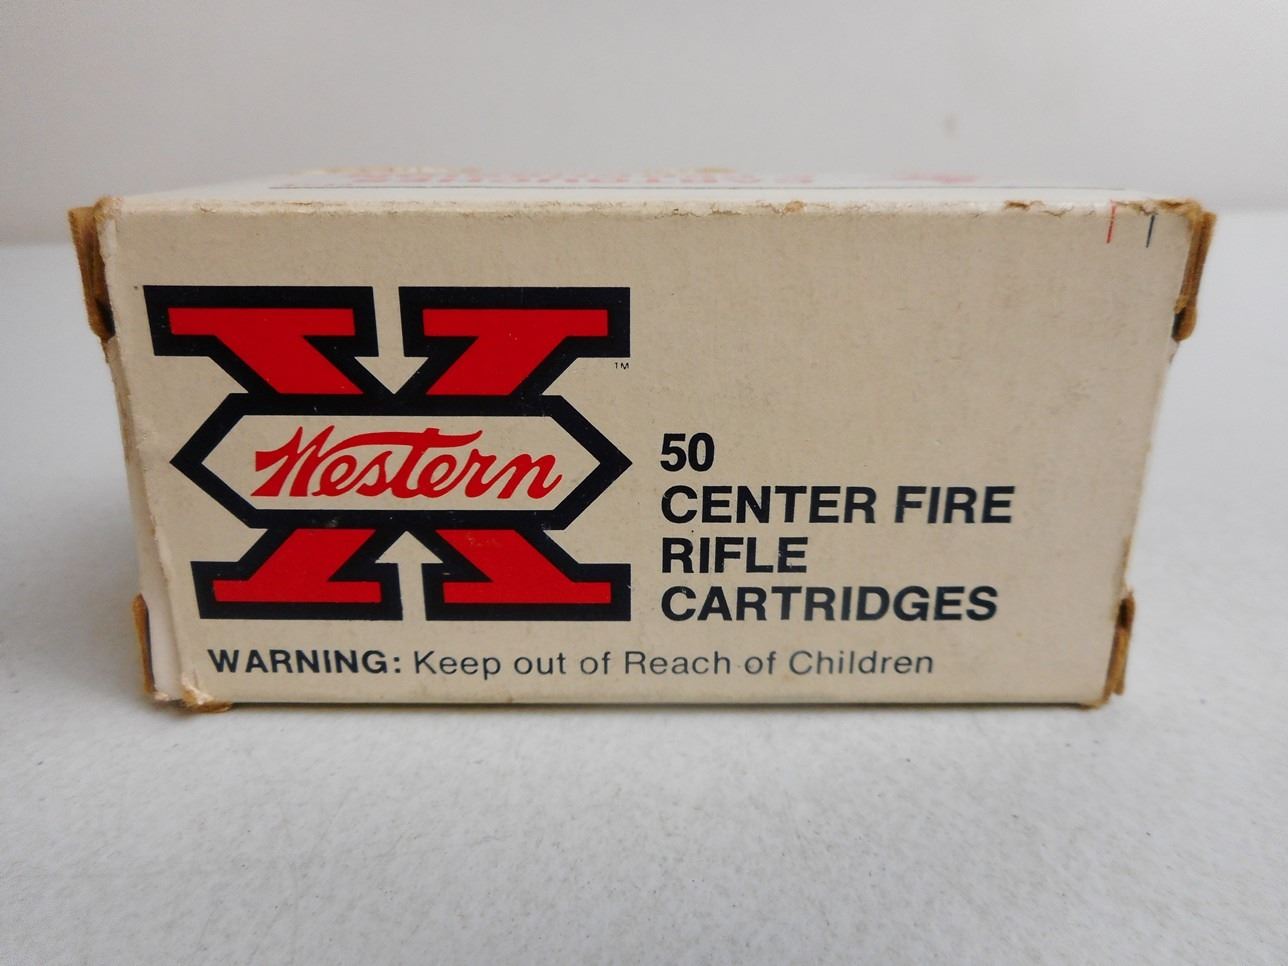 Western
TM
50
CENTER FIRE
RIFLE
CARTRIDGES
WARNING: Keep out of Reach of Children